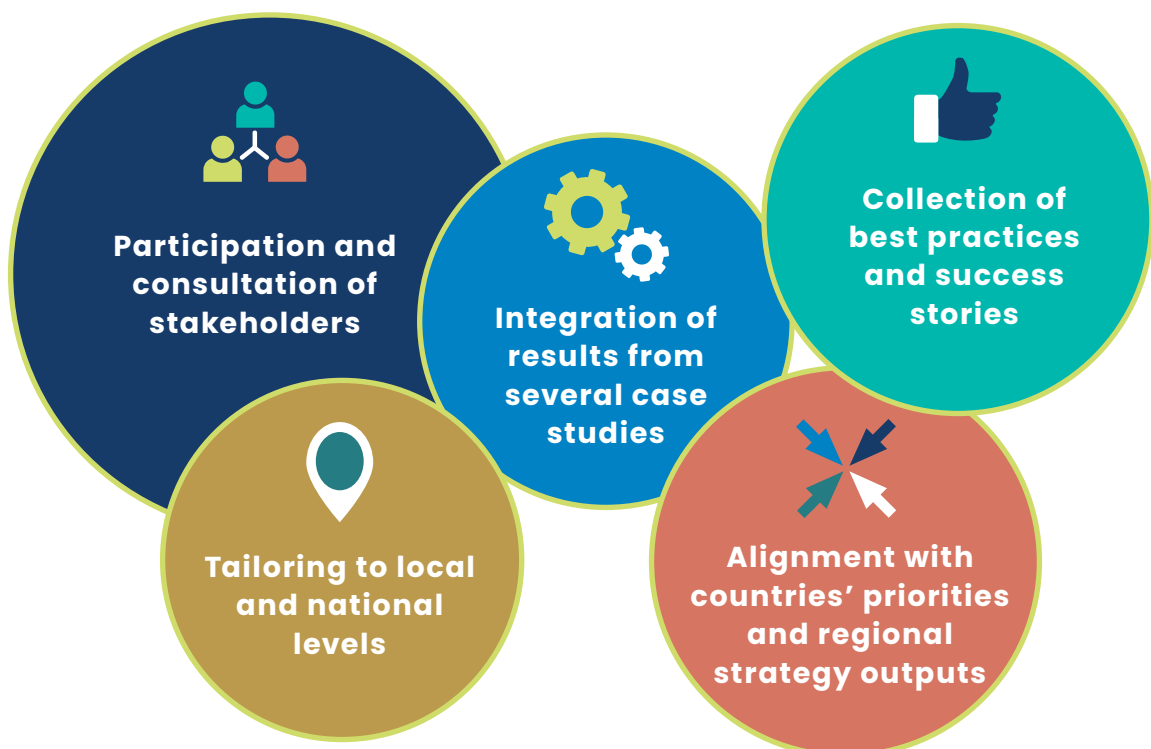 Participation and
consultation of
stakeholders
Integration of
results from
several case
studies
Collection of
best practices
and success
stories
Tailoring to local
and national
levels
Alignment with
countries’ priorities
and regional
strategy outputs